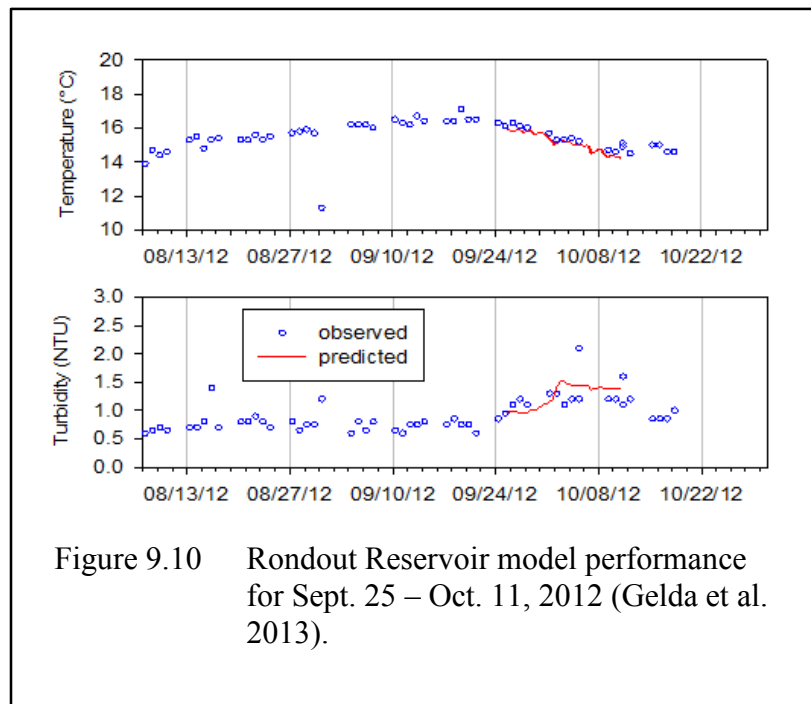 Temperature (°C)
20
18
16
14
12
10
08/13/12 08/27/12 09/10/12 09/24/12 10/08/12 10/22/12
Turbidity (NTU)
3.0
2.5
2.0
1.5
1.0
0.5
0.0
observed
predicted
08/13/12 08/27/12 09/10/12 09/24/12 10/08/12 10/22/12
Figure 9.10 Rondout Reservoir model performance
for Sept. 25 – Oct. 11, 2012 (Gelda et al.
2013).